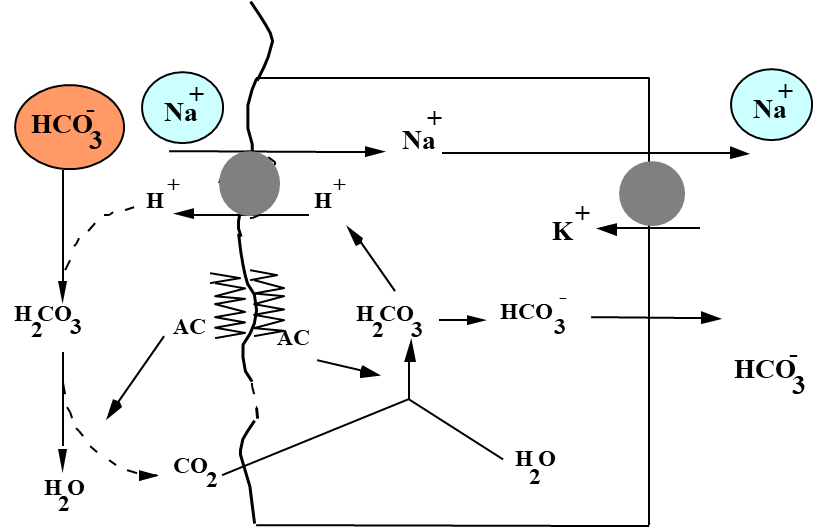 HCO₃⁻
Na⁺
Na⁺
Na⁺
H⁺
H⁺
K⁺
H₂CO₃
H₂CO₃
HCO₃⁻
AC
AC
HCO₃⁻
CO₂
H₂O
H₂O